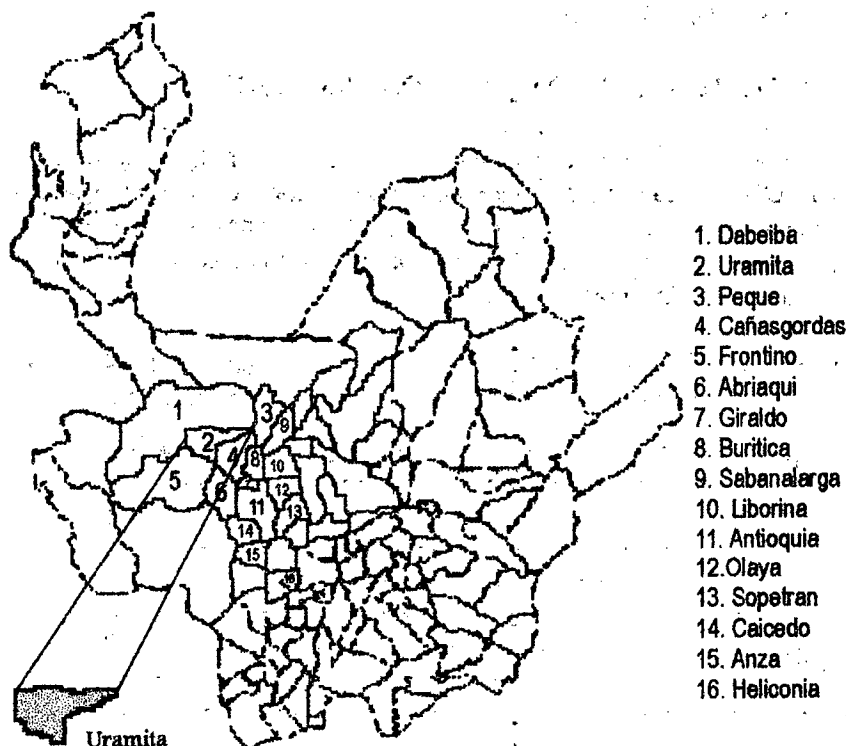 1. Dabeiba
2. Uramita
3. Peque
4. Cañasgordas
5. Frontino
6. Abriaqui
7. Giraldo
8. Buritica
9. Sabanalarga
10. Liborina
11. Antioquia
12.Olaya
13. Sopetran
14. Caicedo
15. Anza
16. Heliconia
1
3
9
2
4
8
10
5
6
12
11
13
14
15
16
Uramita